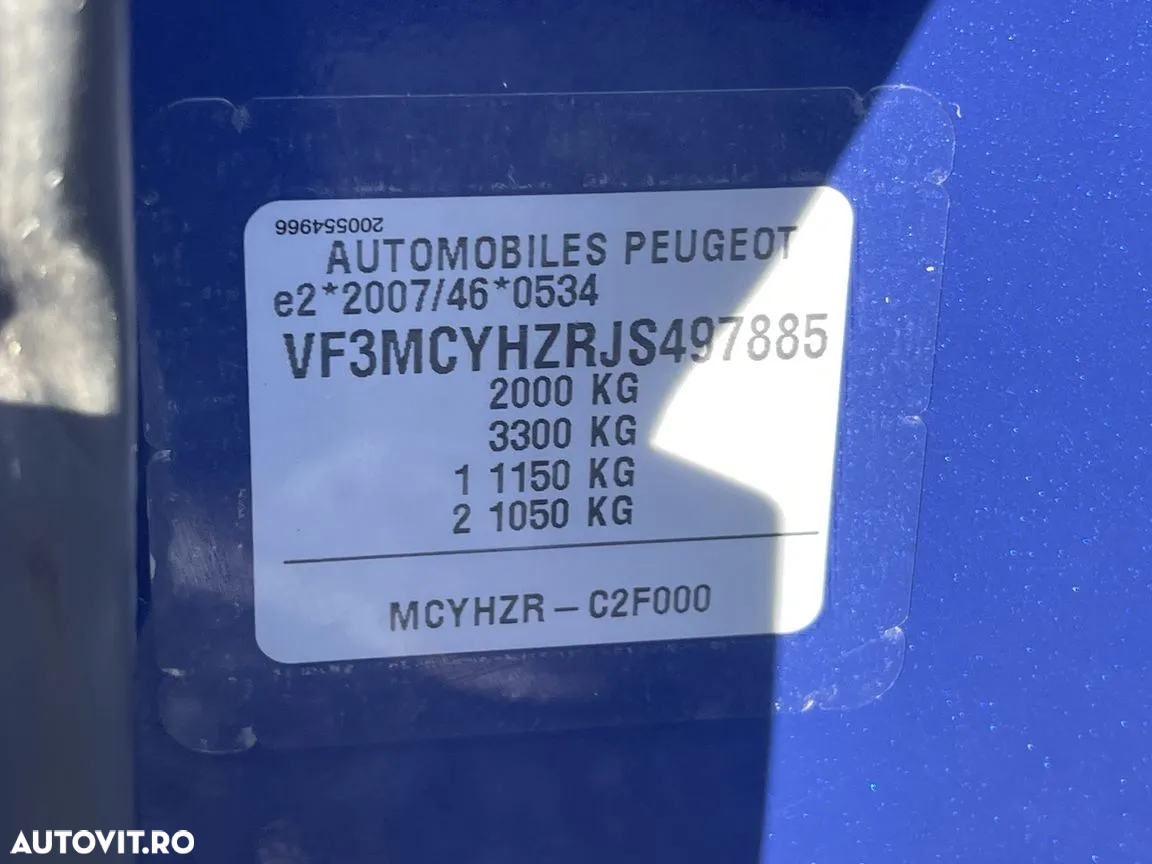 200554966
AUTOMOBILES PEUGEOT
e2*2007/46*0534
VF3MCYHZRJS497885
2000 KG
3300 KG
1 1150 KG
2 1050 KG
MCYHZR – C2F000
AUTOVIT.RO